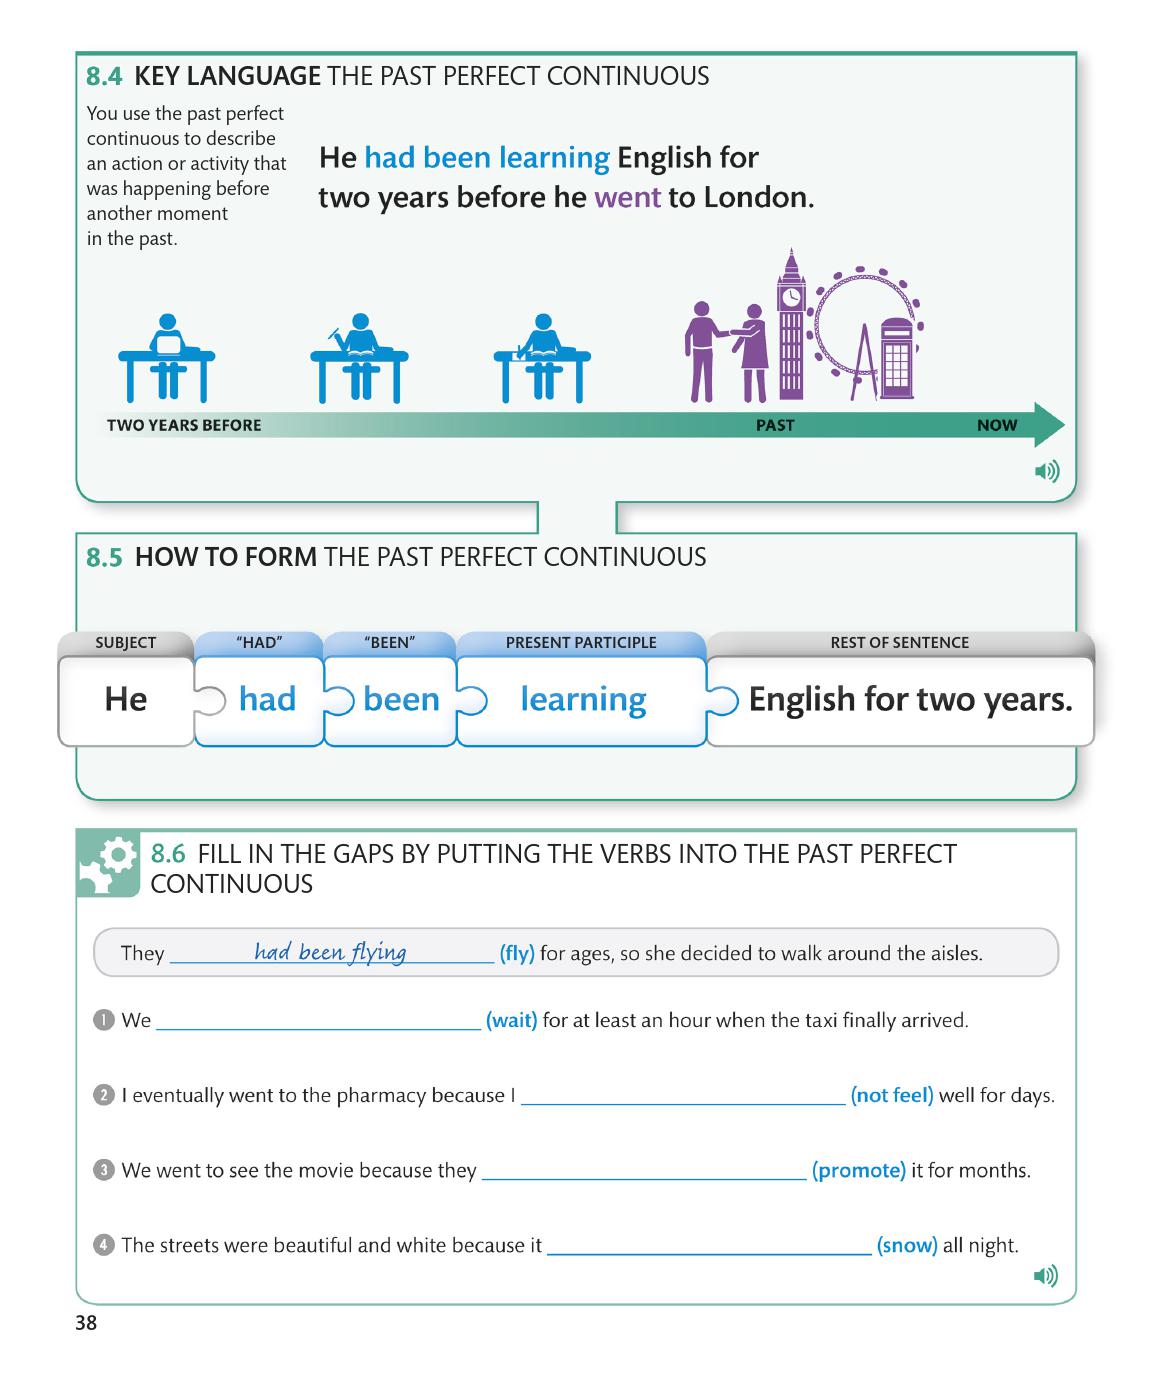 8.4 KEY LANGUAGE THE PAST PERFECT CONTINUOUS
You use the past perfect
continuous to describe
an action or activity that
was happening before
another moment
in the past.
He had been learning English for
two years before he went to London.
TWO YEARS BEFORE PAST NOW
8.5 HOW TO FORM THE PAST PERFECT CONTINUOUS
SUBJECT “HAD” “BEEN” PRESENT PARTICIPLE REST OF SENTENCE
He had been learning English for two years.
8.6 FILL IN THE GAPS BY PUTTING THE VERBS INTO THE PAST PERFECT
CONTINUOUS
They had been flying (fly) for ages, so she decided to walk around the aisles.
1 We ______ (wait) for at least an hour when the taxi finally arrived.
2 I eventually went to the pharmacy because I ______ (not feel) well for days.
3 We went to see the movie because they ______ (promote) it for months.
4 The streets were beautiful and white because it ______ (snow) all night.
38